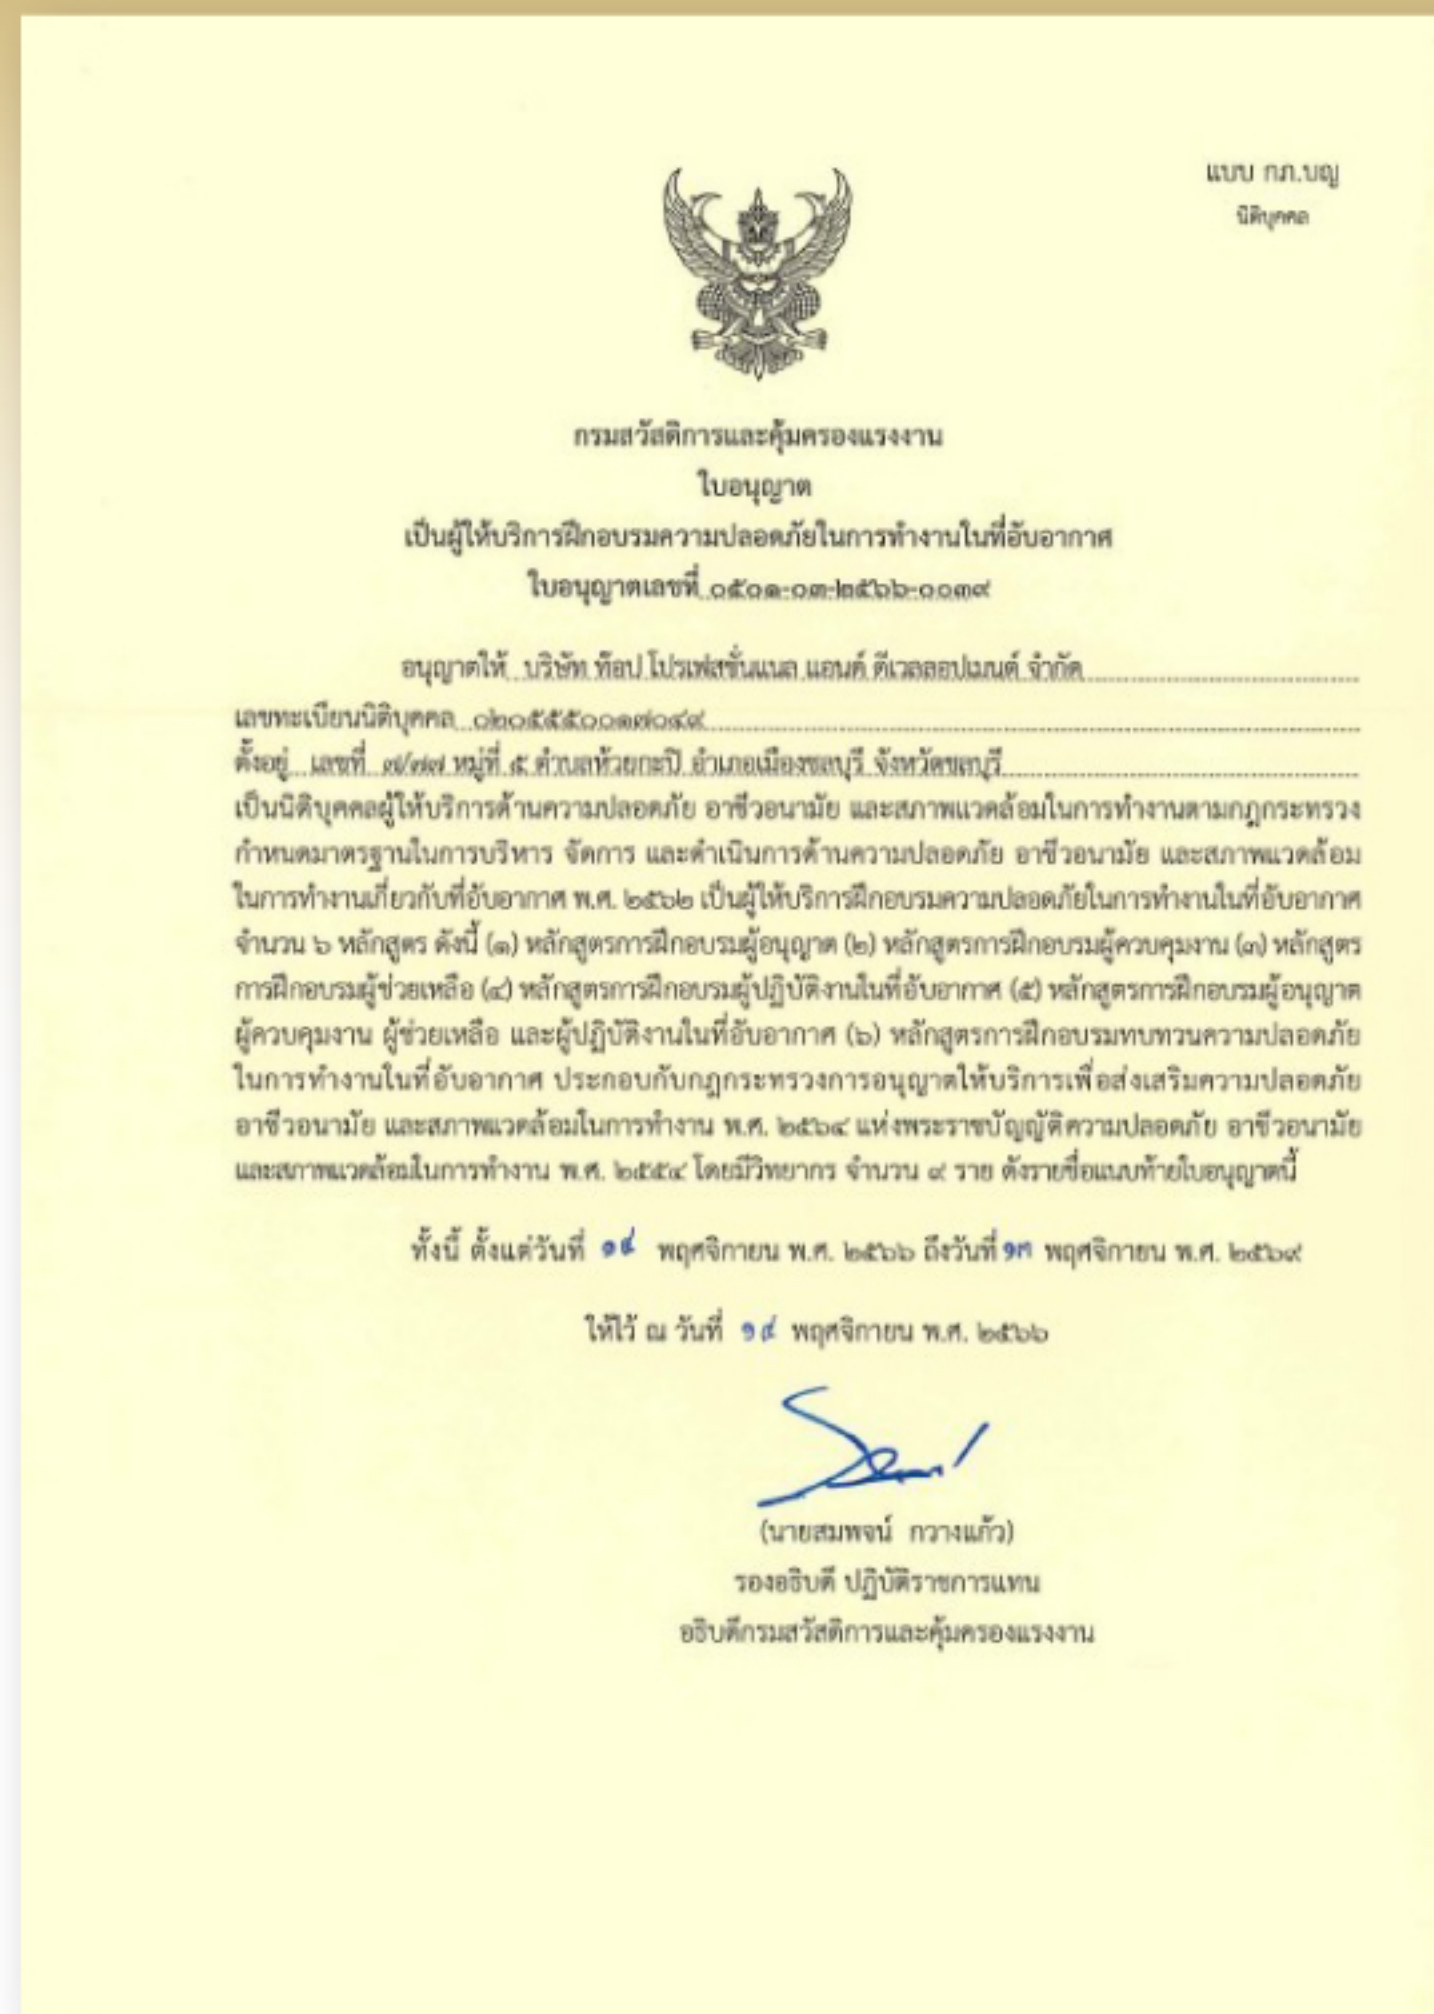 แบบ กภ.บญ
นิติบุคคล
กรมสวัสดิการและคุ้มครองแรงงาน
ใบอนุญาต
เป็นผู้ให้บริการฝึกอบรมความปลอดภัยในการทำงานในที่อับอากาศ
ใบอนุญาตเลขที่ ๐๕๐๑-๐๓-๒๕๖๖-๐๐๓๙
อนุญาตให้ บริษัท ท๊อป โปรเฟสชั่นแนล แอนด์ ดีเวลลอปเมนต์ จำกัด
เลขทะเบียนนิติบุคคล ๐๒๐๕๕๕๐๐๑๗๐๔๙
ตั้งอยู่ เลขที่ ๗/๗๗ หมู่ที่ ๕ ตำบลห้วยกะปิ อำเภอเมืองชลบุรี จังหวัดชลบุรี
เป็นนิติบุคคลผู้ให้บริการด้านความปลอดภัย อาชีวอนามัย และสภาพแวดล้อมในการทำงานตามกฎกระทรวง
กำหนดมาตรฐานในการบริหาร จัดการ และดำเนินการด้านความปลอดภัย อาชีวอนามัย และสภาพแวดล้อม
ในการทำงานเกี่ยวกับที่อับอากาศ พ.ศ. ๒๕๖๒ เป็นผู้ให้บริการฝึกอบรมความปลอดภัยในการทำงานในที่อับอากาศ
จำนวน ๖ หลักสูตร ดังนี้ (๑) หลักสูตรการฝึกอบรมผู้อนุญาต (๒) หลักสูตรการฝึกอบรมผู้ควบคุมงาน (๓) หลักสูตร
การฝึกอบรมผู้ช่วยเหลือ (๔) หลักสูตรการฝึกอบรมผู้ปฏิบัติงานในที่อับอากาศ (๕) หลักสูตรการฝึกอบรมผู้อนุญาต
ผู้ควบคุมงาน ผู้ช่วยเหลือ และผู้ปฏิบัติงานในที่อับอากาศ (๖) หลักสูตรการฝึกอบรมทบทวนความปลอดภัย
ในการทำงานในที่อับอากาศ ประกอบกับกฎกระทรวงการอนุญาตให้บริการเพื่อส่งเสริมความปลอดภัย
อาชีวอนามัย และสภาพแวดล้อมในการทำงาน พ.ศ. ๒๕๖๔ แห่งพระราชบัญญัติความปลอดภัย อาชีวอนามัย
และสภาพแวดล้อมในการทำงาน พ.ศ. ๒๕๕๔ โดยมีวิทยากร จำนวน ๙ ราย ดังรายชื่อแนบท้ายใบอนุญาตนี้
ทั้งนี้ ตั้งแต่วันที่ ๑๔ พฤศจิกายน พ.ศ. ๒๕๖๖ ถึงวันที่ ๑๓ พฤศจิกายน พ.ศ. ๒๕๖๙
ให้ไว้ ณ วันที่ ๑๔ พฤศจิกายน พ.ศ. ๒๕๖๖
(นายสมพจน์ กวางแก้ว)
รองอธิบดี ปฏิบัติราชการแทน
อธิบดีกรมสวัสดิการและคุ้มครองแรงงาน